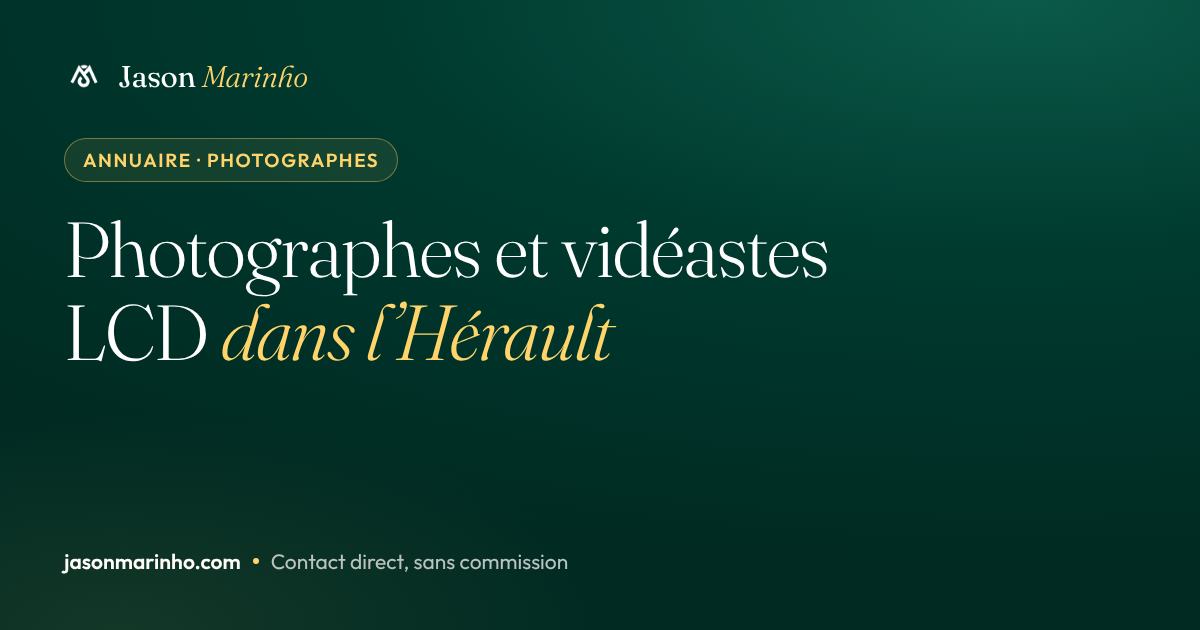 Jason Marinho
ANNUAIRE · PHOTOGRAPHES
Photographes et vidéastes
LCD dans l’Hérault
jasonmarinho.com • Contact direct, sans commission